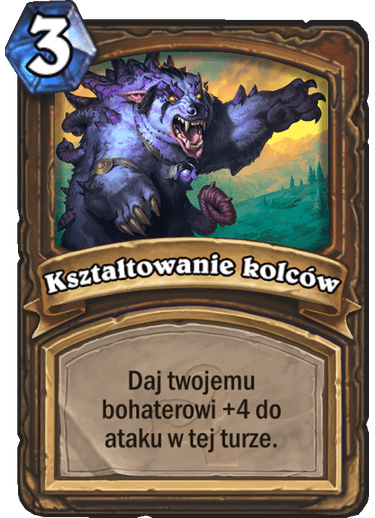 3
Kształtowanie kolców
Daj twojemu
bohaterowi +4 do
ataku w tej turze.